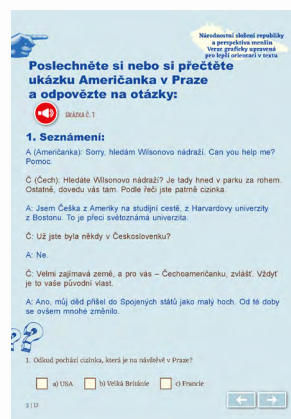 Národnostní složení republiky
a perspektiva menšin
Verze graficky upravená
pro lepší orientaci v textu
Poslechněte si nebo si přečtěte
ukázku Američanka v Praze
a odpovězte na otázky:
UKÁZKA Č. 1
1. Seznámení:
A (Američanka): Sorry, hledám Wilsonovo nádraží. Can you help me?
Pomoc.
Č (Čech): Hledáte Wilsonovo nádraží? Je tady hned v parku za rohem.
Ostatně, dovedu vás tam. Podle řeči jste patrně cizinka.
A: Jsem Češka z Ameriky na studijní cestě, z Harvardovy univerzity
z Bostonu. To je přeci světoznámá univerzita.
Č: Už jste byla někdy v Československu?
A: Ne.
Č: Velmi zajímavá země, a pro vás – Čechoameričanku, zvlášť. Vždyť
je to vaše původní vlast.
A: Ano, můj děd přišel do Spojených států jako malý hoch. Od té doby
se ovšem mnohé změnilo.
1. Odkud pochází cizinka, která je na návštěvě v Praze?
a) USA b) Velká Británie c) Francie
3 | 17